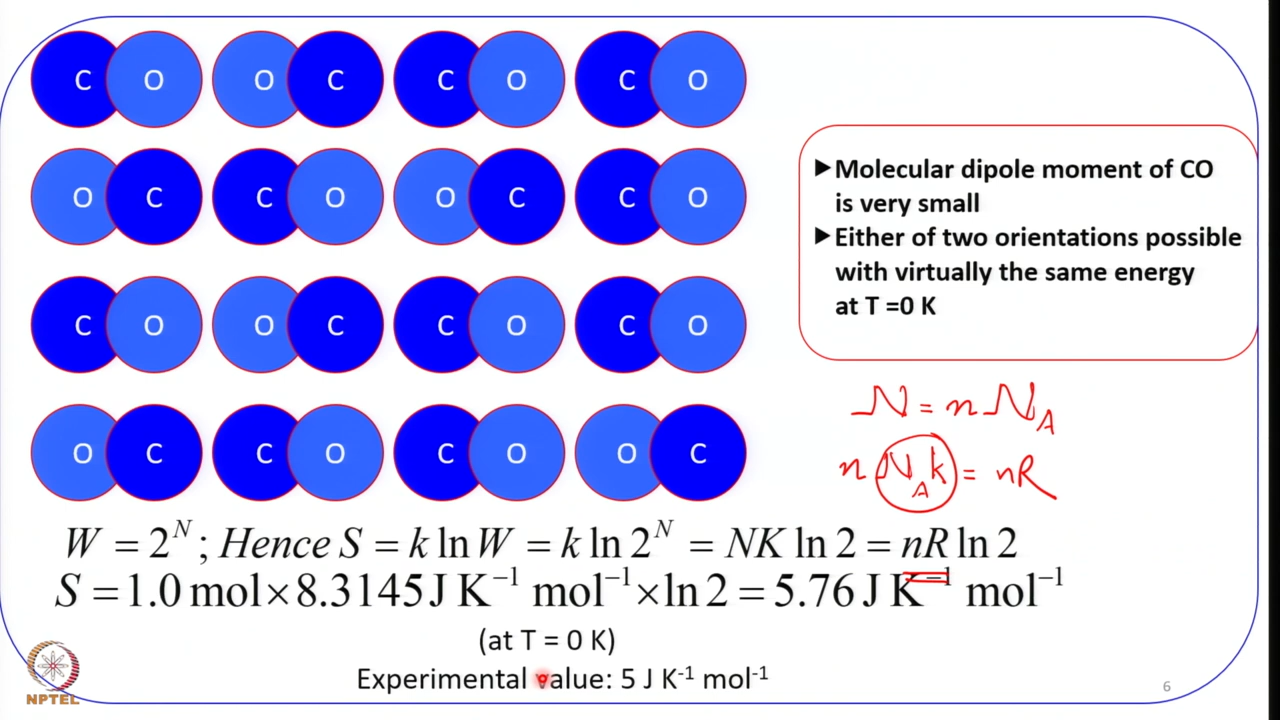 C O O C C O C O
O C C O O C C O
C O O C C O C O
O C C O C O O C
►Molecular dipole moment of CO
is very small
►Either of two orientations possible
with virtually the same energy
at T =0 K
N = n N_A
n N_A k = nR
W = 2^N ; Hence S = k ln W = k ln 2^N = NK ln 2 = nR ln 2
S = 1.0 mol × 8.3145 J K⁻¹ mol⁻¹ × ln 2 = 5.76 J K⁻¹ mol⁻¹
(at T = 0 K)
Experimental value: 5 J K⁻¹ mol⁻¹
NPTEL
6